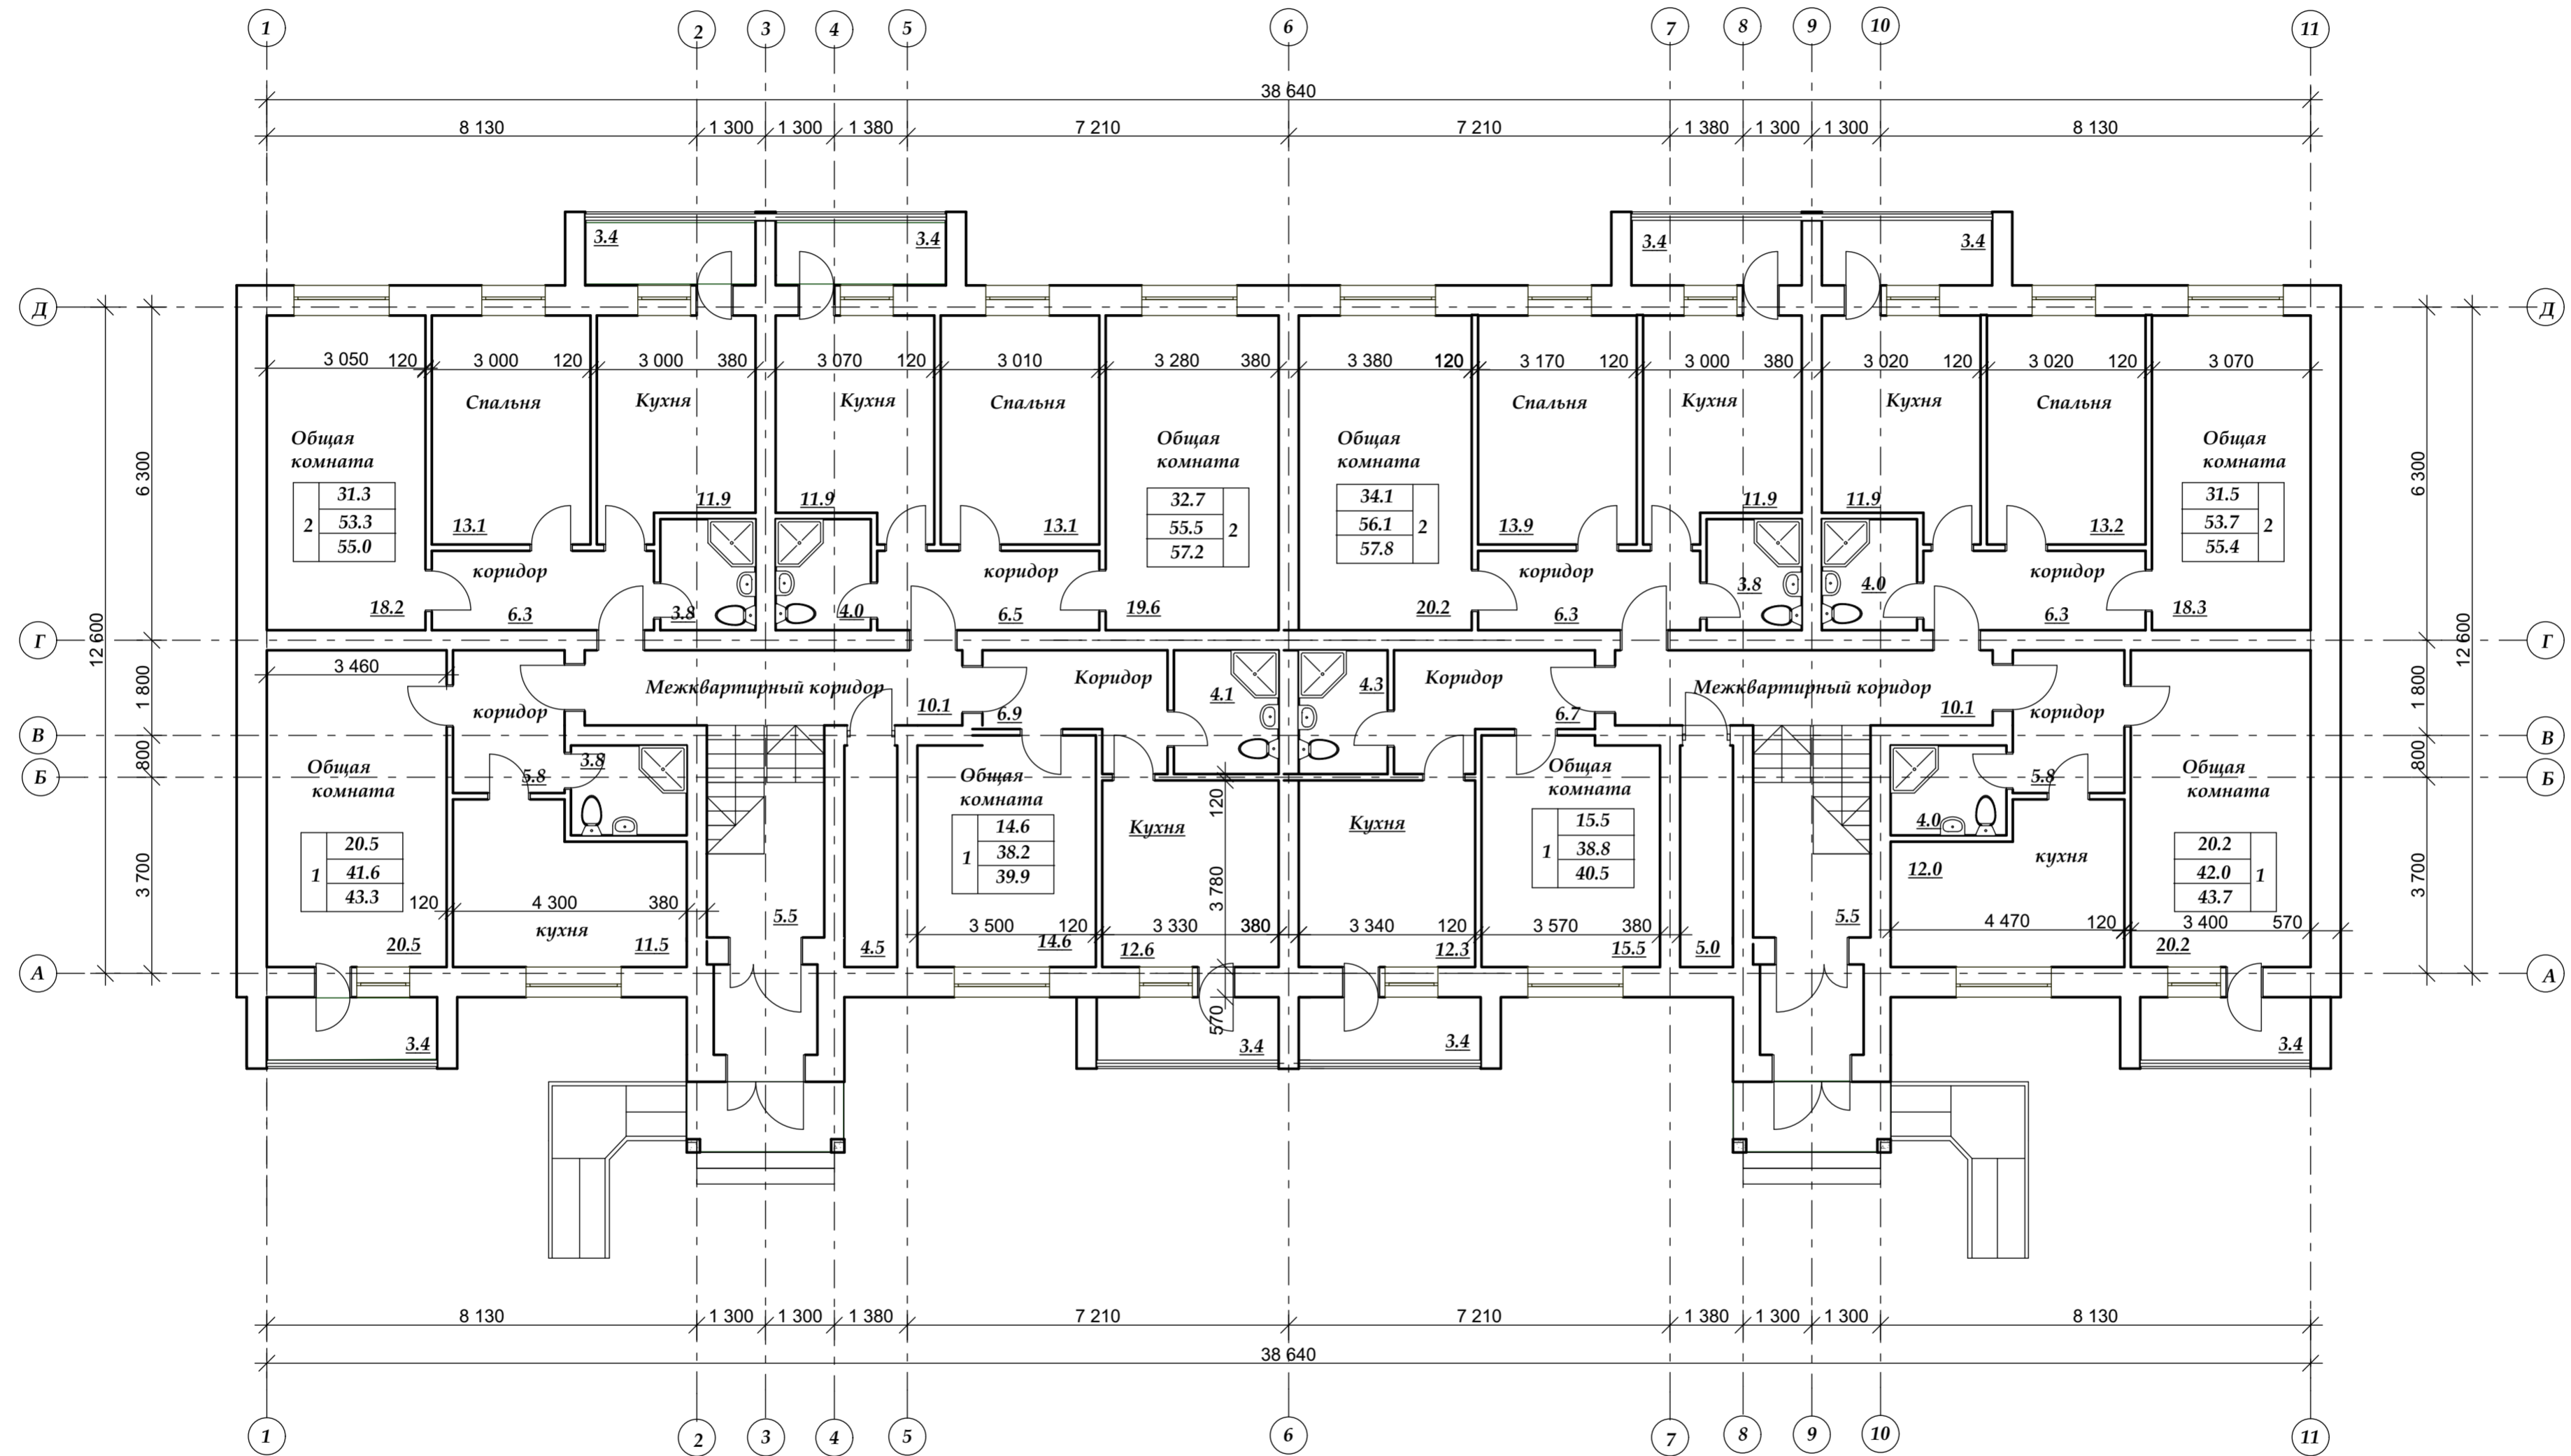 1 2 3 4 5 6 7 8 9 10 11
38 640
8 130 1 300 1 300 1 380 7 210 7 210 1 380 1 300 1 300 8 130
3.4 3.4 3.4 3.4
Д Д
3 050 120 3 000 120 3 000 380 3 070 120 3 010 3 280 380 3 380 120 3 170 120 3 000 380 3 020 120 3 020 120 3 070
Спальня Кухня Кухня Спальня Спальня Кухня Кухня Спальня
Общая Общая Общая Общая
комната комната комната комната
6 300 6 300
31.3 32.7 34.1 31.5
2 53.3 55.5 2 56.1 2 53.7 2
55.0 57.2 57.8 55.4
11.9 11.9 11.9 11.9
13.1 13.1 13.9 13.2
коридор коридор коридор коридор
18.2 6.3 3.8 4.0 6.5 19.6 20.2 6.3 3.8 4.0 6.3 18.3
12 600 12 600
Г Г
3 460
1 800 1 800
Межквартирный коридор Коридор Коридор Межквартирный коридор
4.1 4.3
коридор 10.1 6.9 6.7 10.1 коридор
В В
800 800
3.8
5.8 5.8
Б Б
Общая Общая Общая Общая
комната комната комната комната
120
Кухня Кухня
4.0
20.5 14.6 15.5 20.2
1 41.6 1 38.2 1 38.8 42.0 1
43.3 39.9 40.5 43.7
12.0 кухня
3 700 3 780 3 700
120 4 300 380
5.5 5.5
кухня
3 500 120 3 330 380 3 340 120 3 570 380 4 470 120 3 400 570
20.5 11.5 4.5 14.6 12.6 12.3 15.5 5.0 20.2
А А
570
3.4 3.4 3.4 3.4
8 130 1 300 1 300 1 380 7 210 7 210 1 380 1 300 1 300 8 130
38 640
1 2 3 4 5 6 7 8 9 10 11